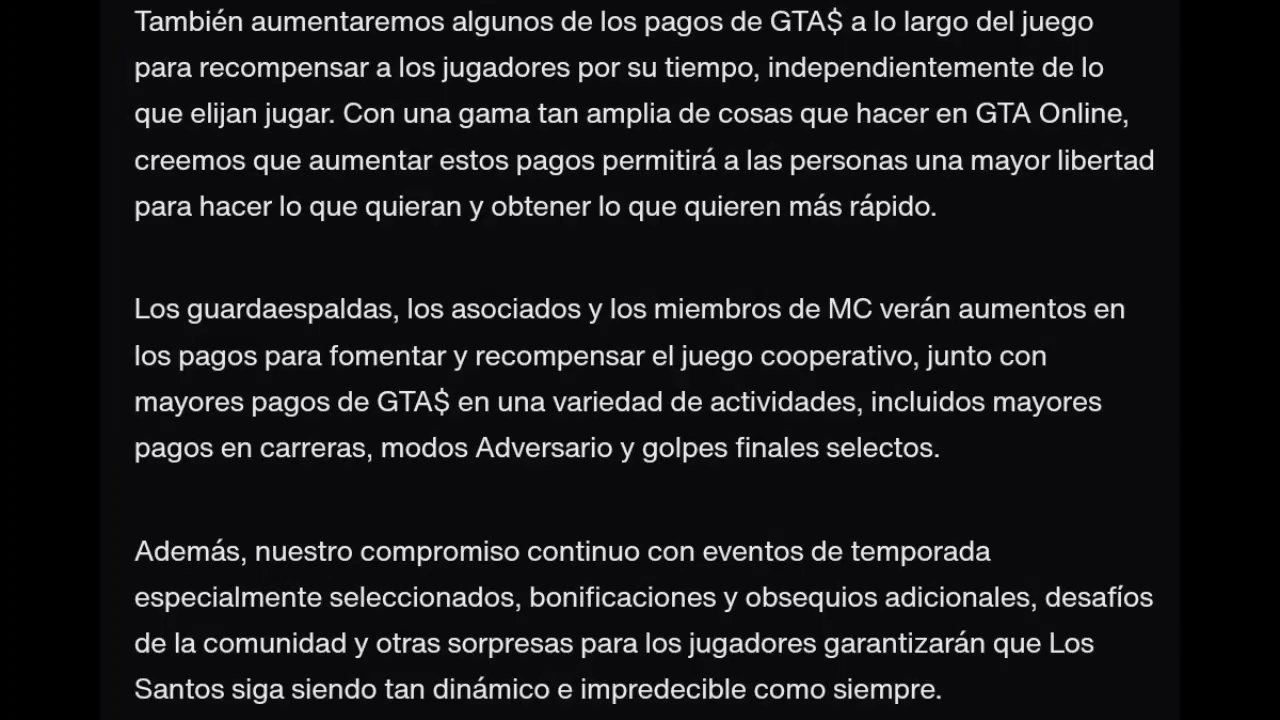 También aumentaremos algunos de los pagos de GTA$ a lo largo del juego
para recompensar a los jugadores por su tiempo, independientemente de lo
que elijan jugar. Con una gama tan amplia de cosas que hacer en GTA Online,
creemos que aumentar estos pagos permitirá a las personas una mayor libertad
para hacer lo que quieran y obtener lo que quieren más rápido.
Los guardaespaldas, los asociados y los miembros de MC verán aumentos en
los pagos para fomentar y recompensar el juego cooperativo, junto con
mayores pagos de GTA$ en una variedad de actividades, incluidos mayores
pagos en carreras, modos Adversario y golpes finales selectos.
Además, nuestro compromiso continuo con eventos de temporada
especialmente seleccionados, bonificaciones y obsequios adicionales, desafíos
de la comunidad y otras sorpresas para los jugadores garantizarán que Los
Santos siga siendo tan dinámico e impredecible como siempre.